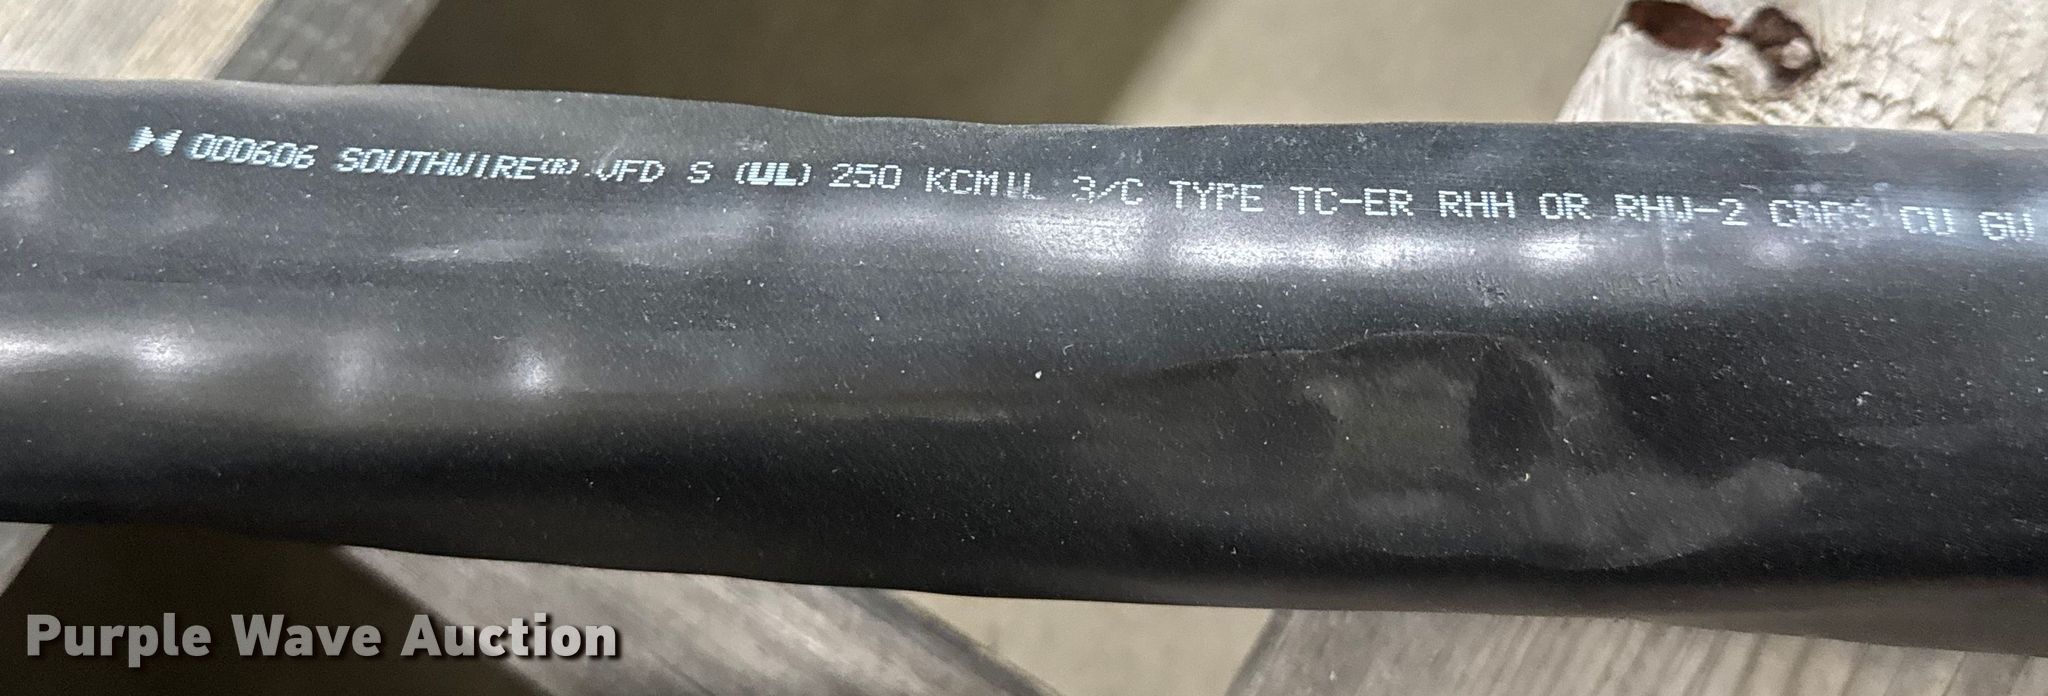 000606 SOUTHWIRE(R) VFD S (UL) 250 KCMIL 3/C TYPE TC-ER RHH OR RHW-2 CDRS CU GW
Purple Wave Auction